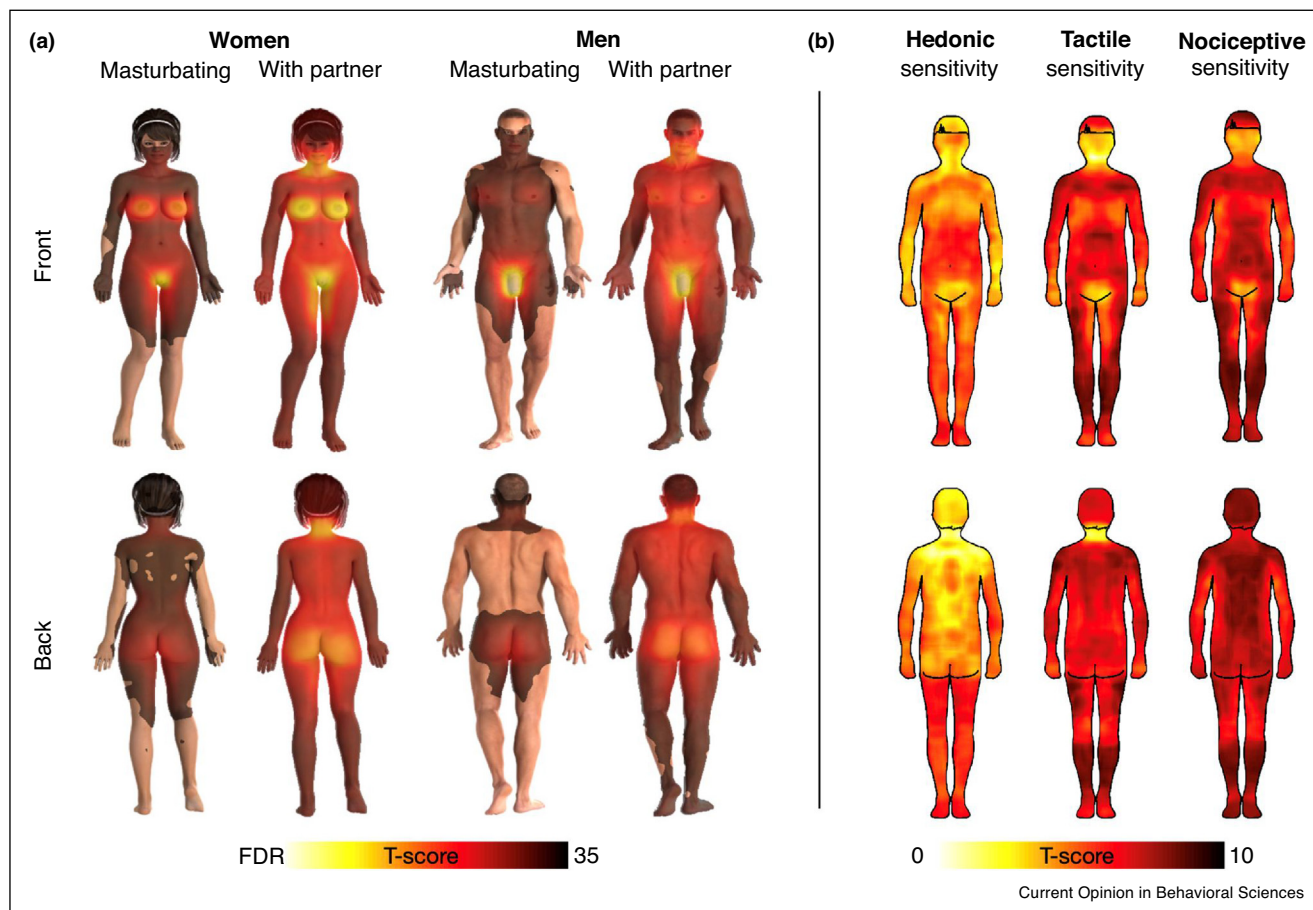 (a) Women Men (b) Hedonic Tactile Nociceptive
Masturbating With partner Masturbating With partner sensitivity sensitivity sensitivity
Front
Back
FDR T-score 35 0 T-score 10
Current Opinion in Behavioral Sciences